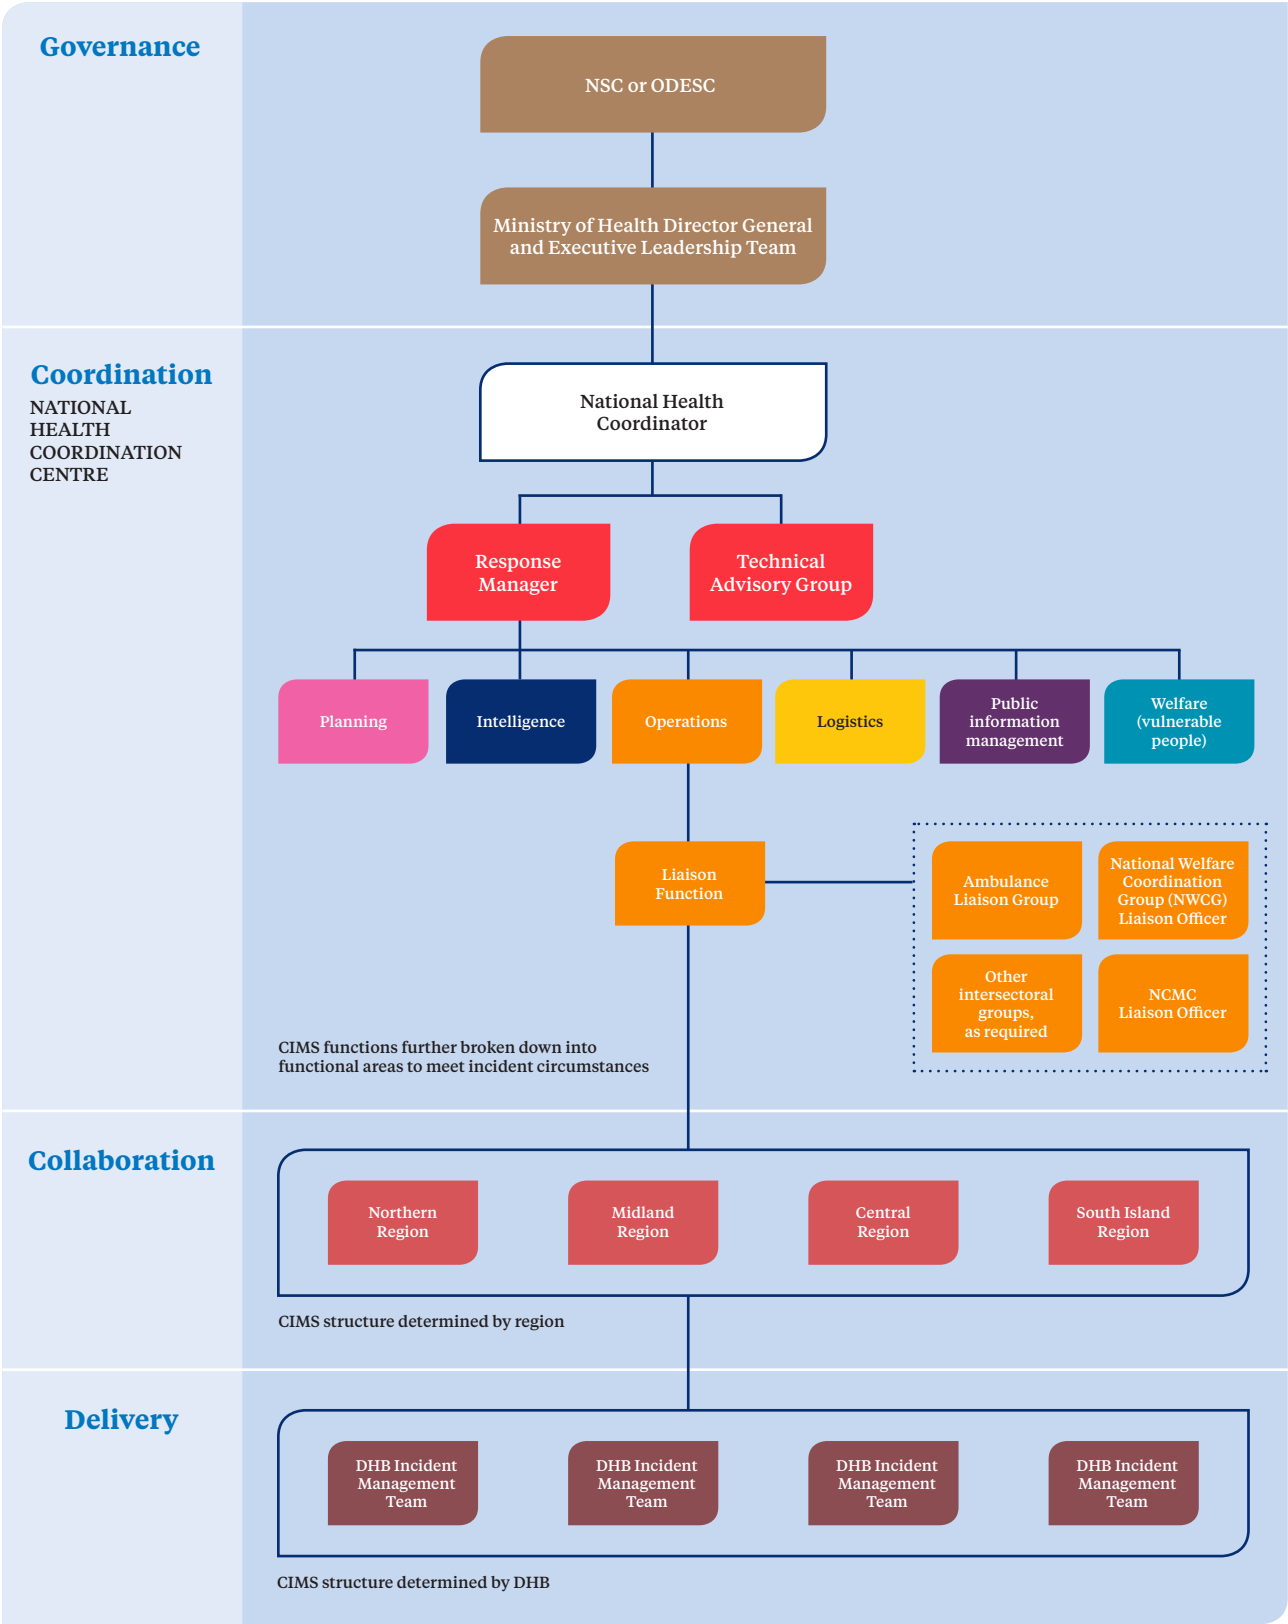 Governance
NSC or ODESC
Ministry of Health Director General
and Executive Leadership Team
Coordination
NATIONAL
HEALTH
COORDINATION
CENTRE
National Health
Coordinator
Response
Manager
Technical
Advisory Group
Planning
Intelligence
Operations
Logistics
Public
information
management
Welfare
(vulnerable
people)
Liaison
Function
Ambulance
Liaison Group
National Welfare
Coordination
Group (NWCG)
Liaison Officer
Other
intersectoral
groups,
as required
NCMC
Liaison Officer
CIMS functions further broken down into
functional areas to meet incident circumstances
Collaboration
Northern
Region
Midland
Region
Central
Region
South Island
Region
CIMS structure determined by region
Delivery
DHB Incident
Management
Team
DHB Incident
Management
Team
DHB Incident
Management
Team
DHB Incident
Management
Team
CIMS structure determined by DHB